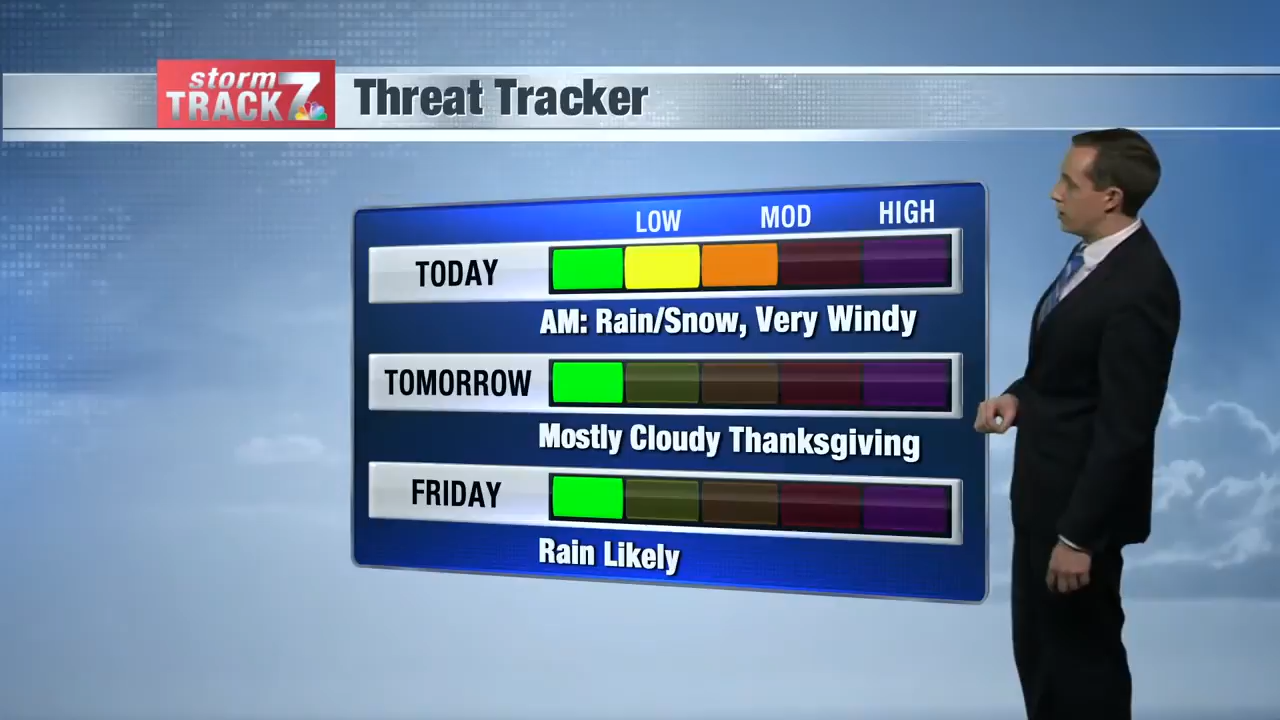 storm
TRACK 7
Threat Tracker
LOW MOD HIGH
TODAY
AM: Rain/Snow, Very Windy
TOMORROW
Mostly Cloudy Thanksgiving
FRIDAY
Rain Likely